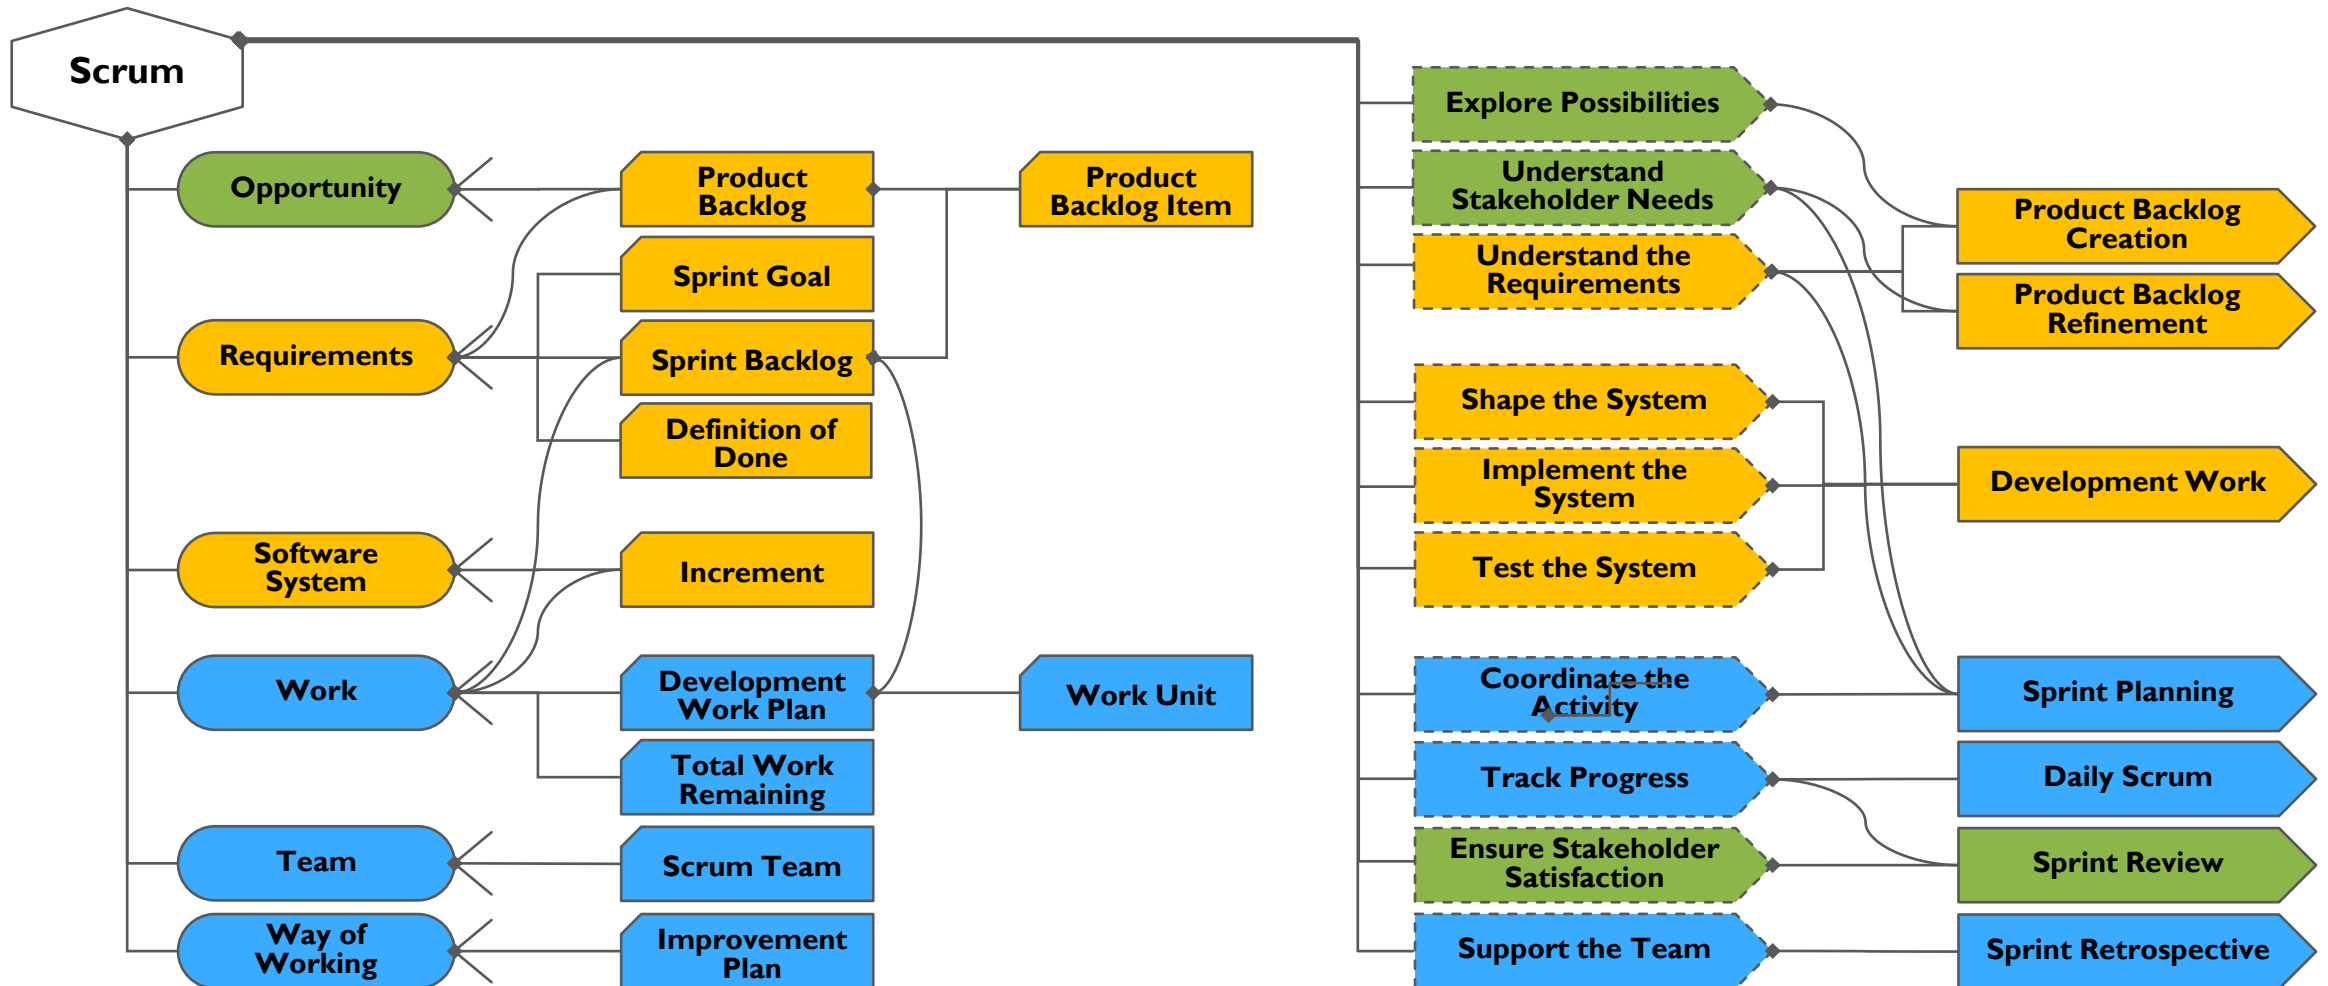 Scrum
Opportunity
Requirements
Software
System
Work
Team
Way of
Working
Product
Backlog
Sprint Goal
Sprint Backlog
Definition of
Done
Increment
Development
Work Plan
Total Work
Remaining
Scrum Team
Improvement
Plan
Product
Backlog Item
Work Unit
Explore Possibilities
Understand
Stakeholder Needs
Understand the
Requirements
Shape the System
Implement the
System
Test the System
Coordinate the
Activity
Track Progress
Ensure Stakeholder
Satisfaction
Support the Team
Product Backlog
Creation
Product Backlog
Refinement
Development Work
Sprint Planning
Daily Scrum
Sprint Review
Sprint Retrospective